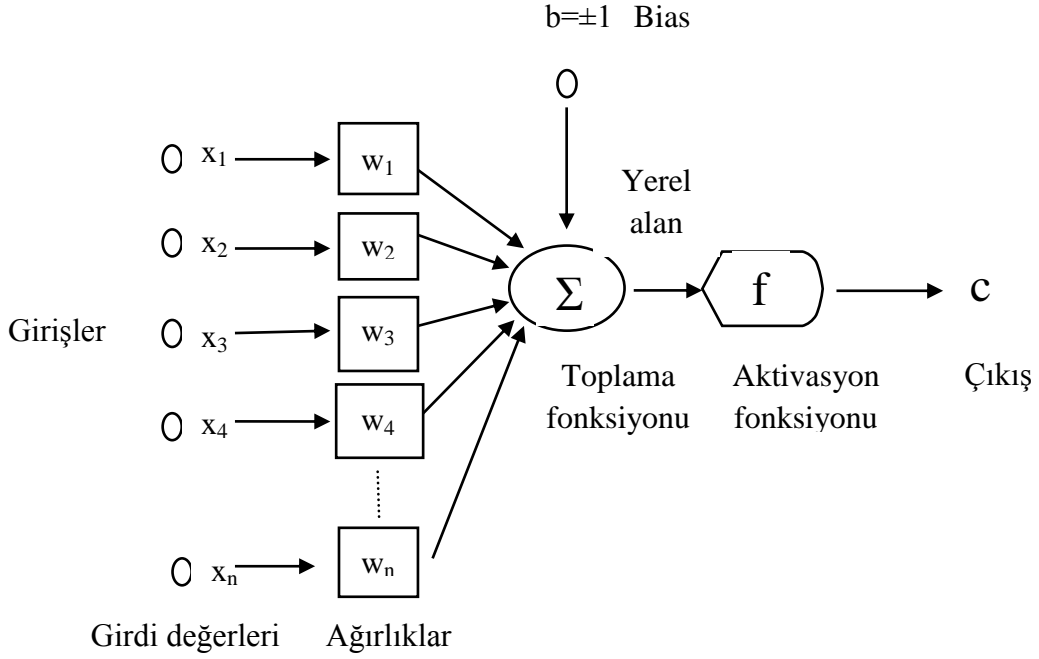 b=±1 Bias
x1
w1
Yerel
alan
x2
w2
Σ
f
c
Girişler
x3
w3
Toplama
fonksiyonu
Aktivasyon
fonksiyonu
Çıkış
x4
w4
xn
wn
Girdi değerleri
Ağırlıklar